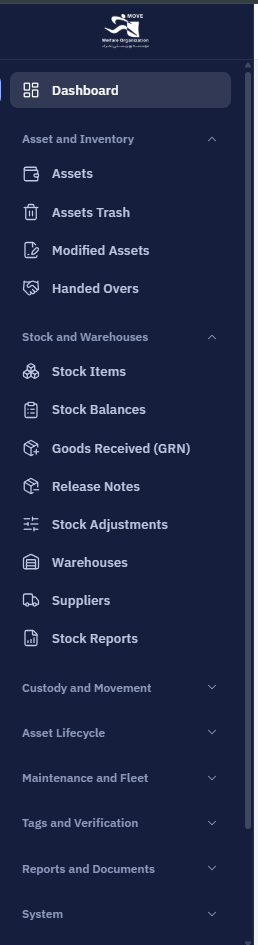 MOVE
Welfare Organization
Dashboard
Asset and Inventory
Assets
Assets Trash
Modified Assets
Handed Overs
Stock and Warehouses
Stock Items
Stock Balances
Goods Received (GRN)
Release Notes
Stock Adjustments
Warehouses
Suppliers
Stock Reports
Custody and Movement
Asset Lifecycle
Maintenance and Fleet
Tags and Verification
Reports and Documents
System